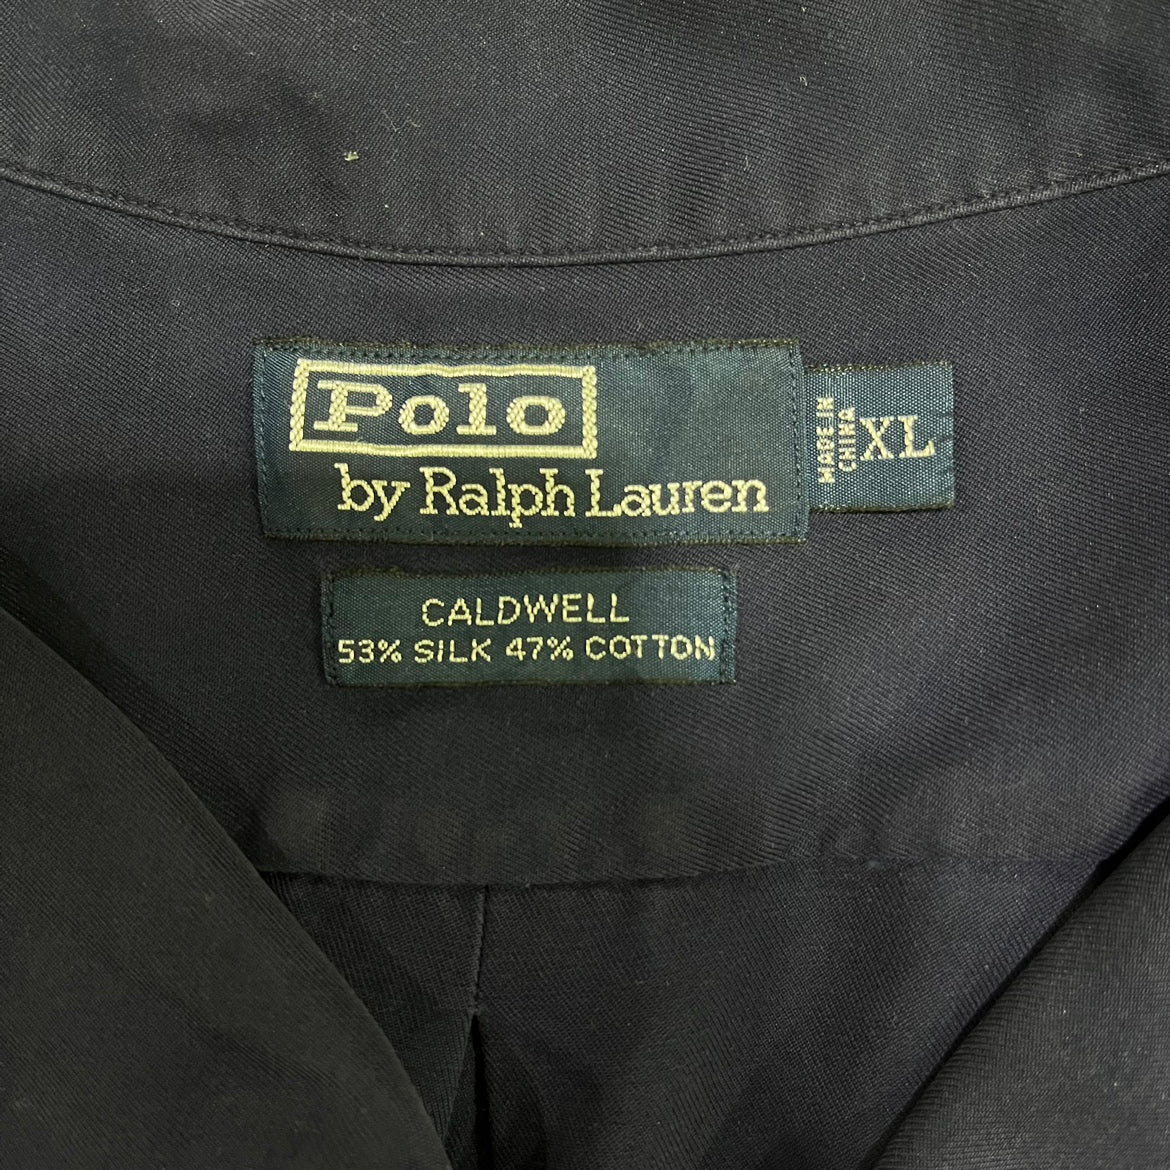 Polo
by Ralph Lauren
MADE IN
CHINA
XL
CALDWELL
53% SILK 47% COTTON